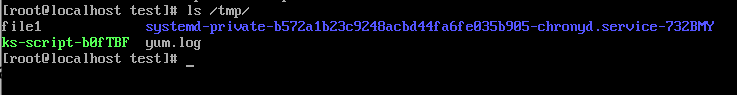 [root@localhost test]# ls /tmp/
file1 systemd-private-b572a1b23c9248acbd44fa6fe035b905-chronyd.service-732BMY
ks-script-b0fTBF yum.log
[root@localhost test]# _